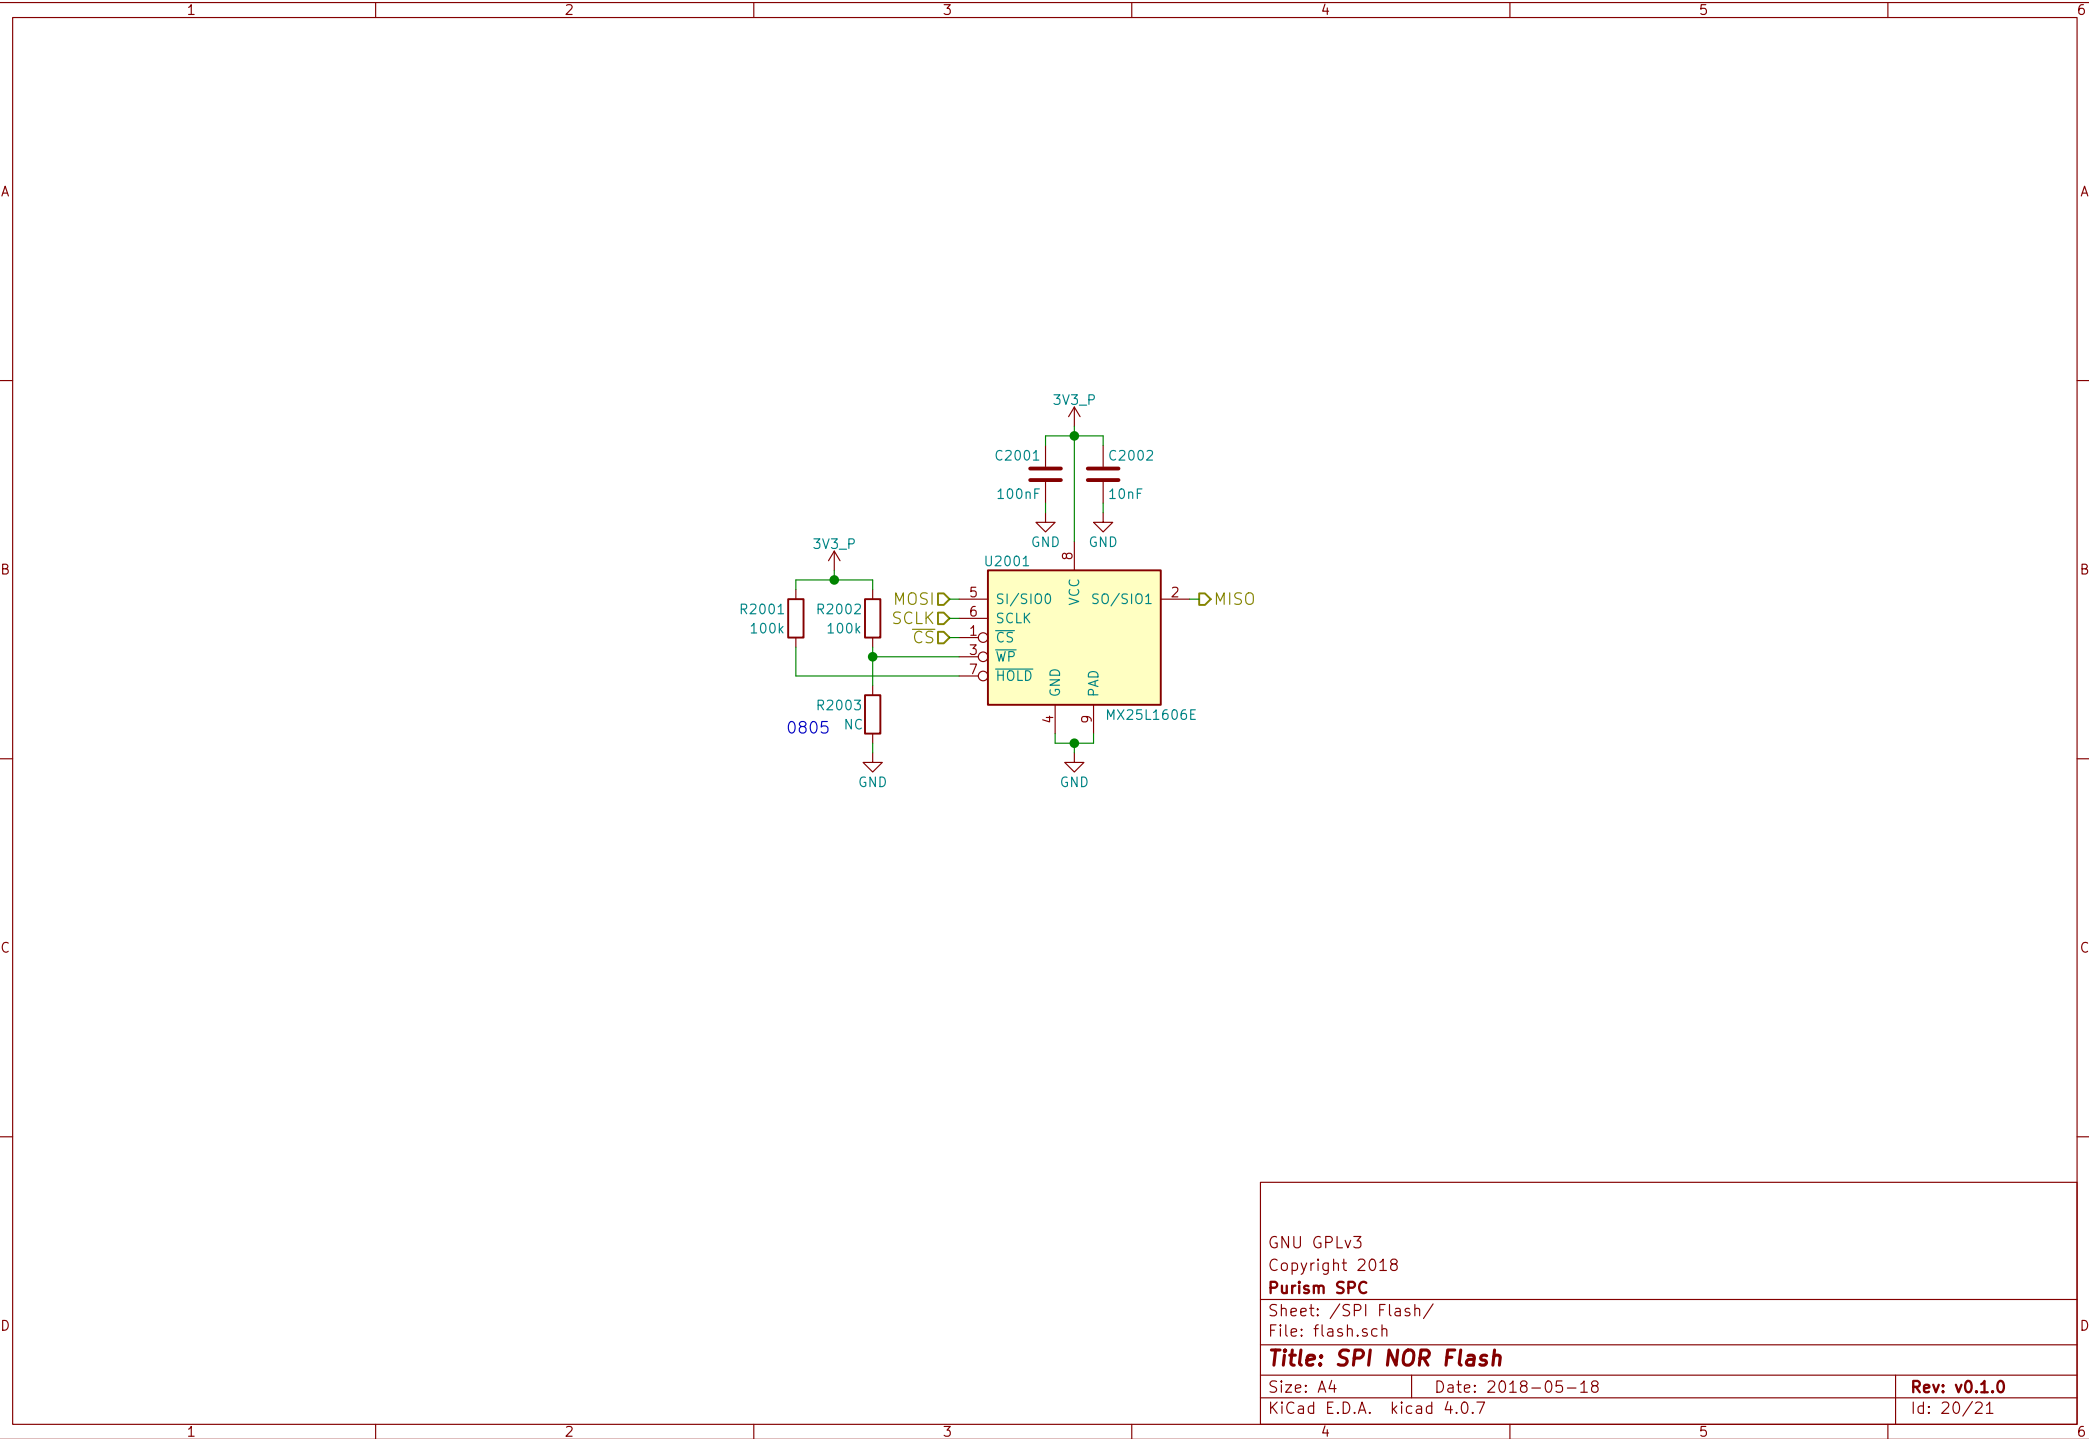 1 2 3 4 5 6
A A
3V3_P
C2001 C2002
100nF 10nF
GND GND
3V3_P
8
U2001
B B
MOSI 5 SI/SIO0 VCC SO/SIO1 2 MISO
R2001 R2002
SCLK 6 SCLK
100k 100k
CS 1 CS
3 WP
7 HOLD
GND PAD
R2003
4 9 MX25L1606E
0805 NC
GND GND
C C
GNU GPLv3
Copyright 2018
Purism SPC
Sheet: /SPI Flash/
D D
File: flash.sch
Title: SPI NOR Flash
Size: A4 Date: 2018-05-18 Rev: v0.1.0
KiCad E.D.A. kicad 4.0.7 Id: 20/21
1 2 3 4 5 6